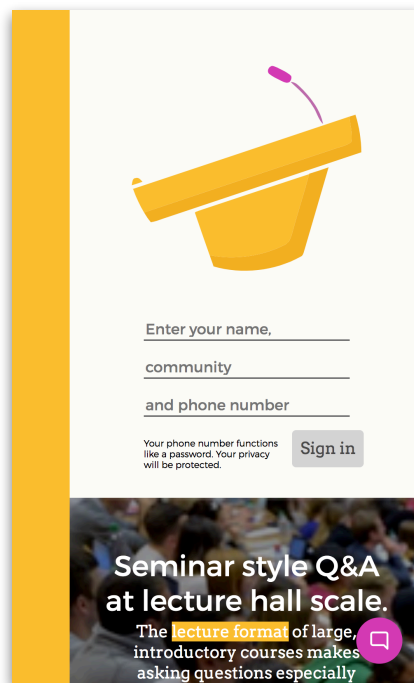 Enter your name,
community
and phone number
Your phone number functions
like a password. Your privacy
will be protected.
Sign in
Seminar style Q&A
at lecture hall scale.
The lecture format of large,
introductory courses makes
asking questions especially